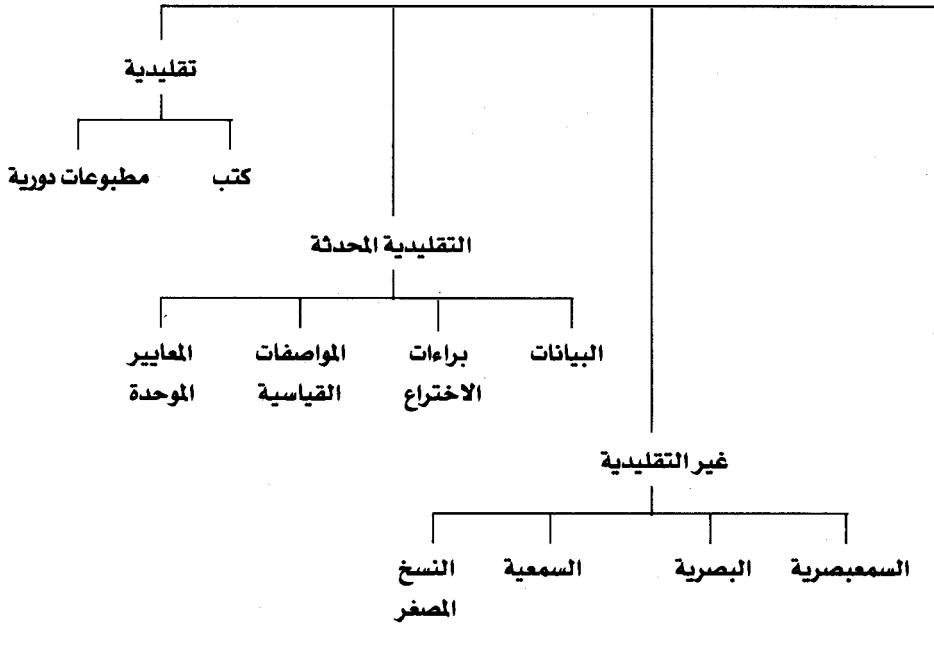 تقليدية
كتب
مطبوعات دورية
التقليدية المحدثة
البيانات
براءات
الاختراع
المواصفات
القياسية
المعايير
الموحدة
غير التقليدية
السمعبصرية
البصرية
السمعية
النسخ
المصغر